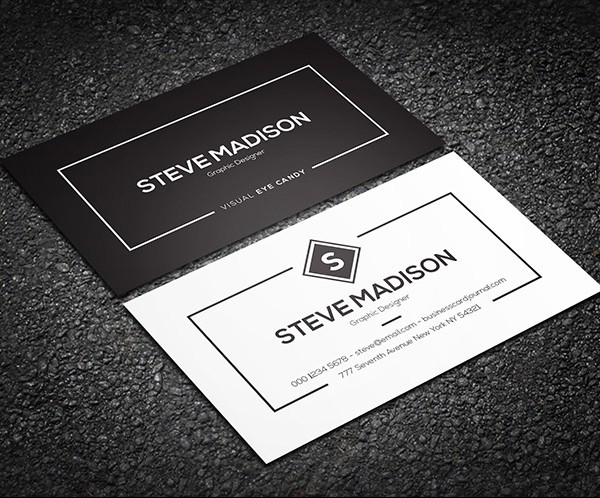 STEVE MADISON
Graphic Designer
VISUAL EYE CANDY
S
STEVE MADISON
Graphic Designer
000 1234 5678 - steve@email.com - businesscardjournal.com
777 Seventh Avenue New York NY 54321